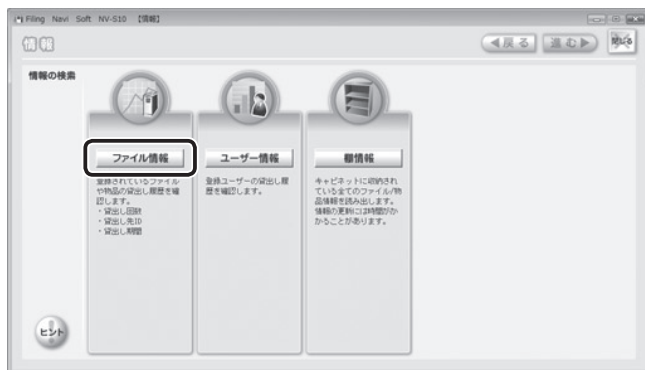 Filing Navi Soft NV-S10 【情報】
情報
戻る
進む
閉じる
情報の検索
ファイル情報
登録されているファイル
や物品の貸出し履歴を確
認します。
・貸出し回数
・貸出し先ID
・貸出し期間
ユーザー情報
登録ユーザーの貸出し履
歴を確認します。
棚情報
キャビネットに収納され
ている全てのファイル/物
品情報を読み出します。
情報の更新には時間がか
かることがあります。
ヒント